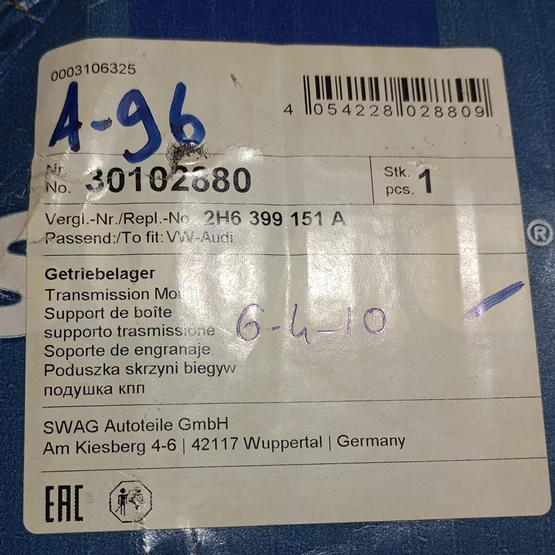 0003106325
4 054228 028809
A-96
Nr.
No. 30102880
Stk.
pcs. 1
Vergl.-Nr./Repl.-No. 2H6 399 151 A
Passend:/To fit:VW-Audi
®
Getriebelager
Transmission Mou
Support de boîte
supporto trasmissione
6-4-10
Soporte de engranaje
Poduszka skrzyni biegyw
подушка кпп
SWAG Autoteile GmbH
Am Kiesberg 4-6 | 42117 Wuppertal | Germany
EAC